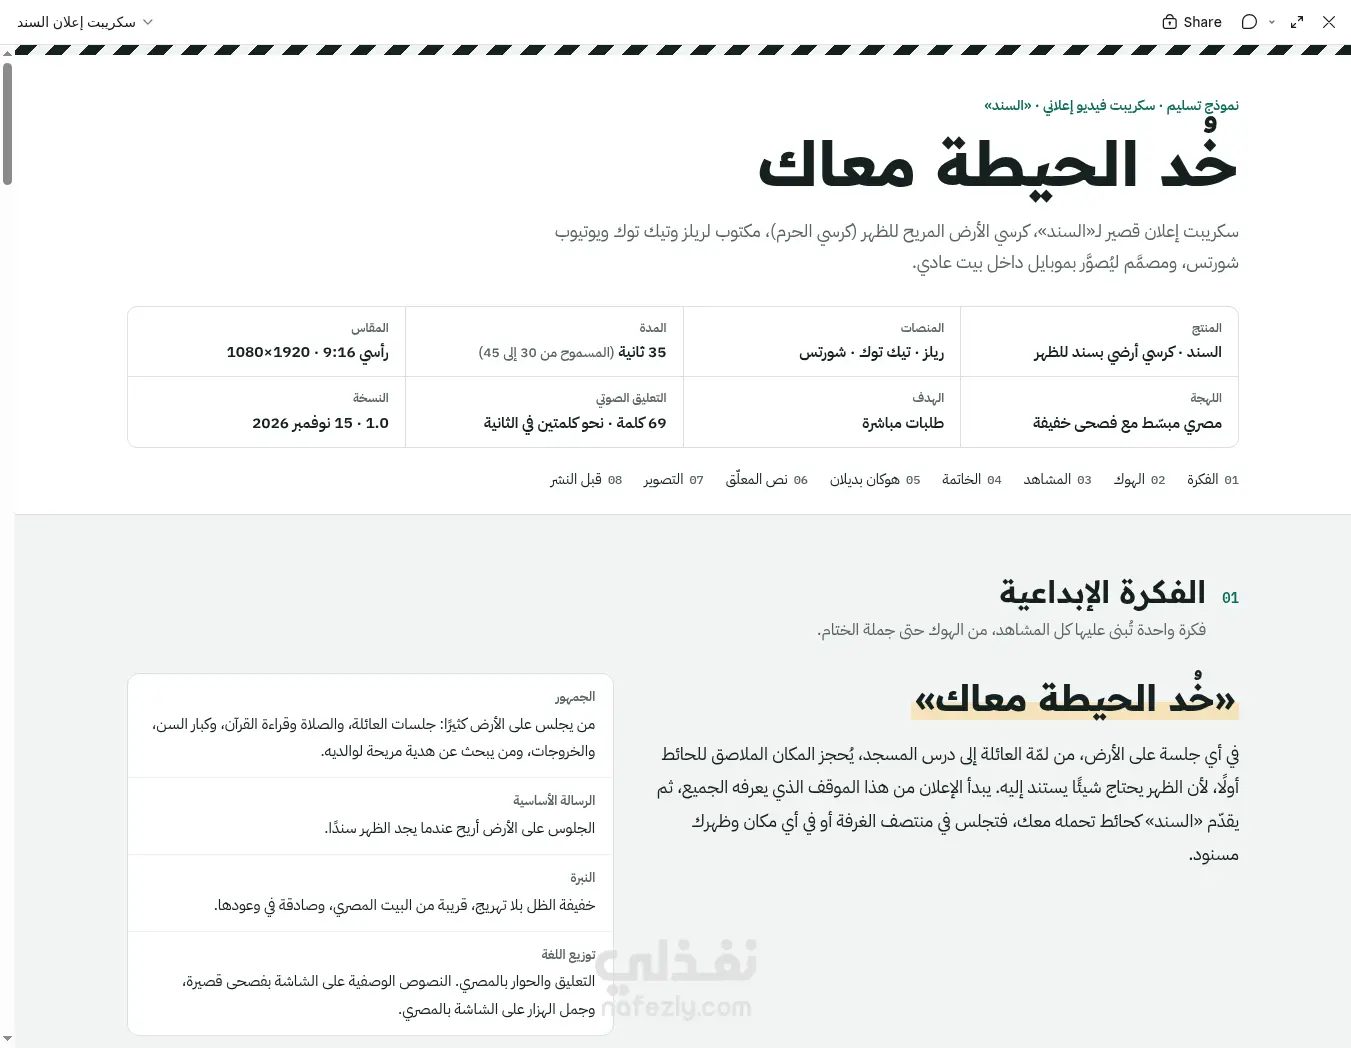 سكريبت إعلان السند
Share
نموذج تسليم · سكريبت فيديو إعلاني · «السند»
خُد الحيطة معاك
سكريبت إعلان قصير لـ«السند»، كرسي الأرض المريح للظهر (كرسي الحرم)، مكتوب لريلز وتيك توك ويوتيوب
شورتس، ومصمَّم ليُصوَّر بموبايل داخل بيت عادي.
المنتج
السند · كرسي أرضي بسند للظهر
المنصات
ريلز · تيك توك · شورتس
المدة
35 ثانية (المسموح من 30 إلى 45)
المقاس
رأسي 9:16 · 1080×1920
اللهجة
مصري مبسّط مع فصحى خفيفة
الهدف
طلبات مباشرة
التعليق الصوتي
69 كلمة · نحو كلمتين في الثانية
النسخة
1.0 · 15 نوفمبر 2026
01 الفكرة 02 الهوك 03 المشاهد 04 الخاتمة 05 هوكان بديلان 06 نص المعلّق 07 التصوير 08 قبل النشر
01 الفكرة الإبداعية
فكرة واحدة تُبنى عليها كل المشاهد، من الهوك حتى جملة الختام.
«خُد الحيطة معاك»
في أي جلسة على الأرض، من لمّة العائلة إلى درس المسجد، يُحجز المكان الملاصق للحائط
أولًا، لأن الظهر يحتاج شيئًا يستند إليه. يبدأ الإعلان من هذا الموقف الذي يعرفه الجميع، ثم
يقدّم «السند» كحائط تحمله معك، فتجلس في منتصف الغرفة أو في أي مكان وظهرك
مسنود.
الجمهور
من يجلس على الأرض كثيرًا: جلسات العائلة، والصلاة وقراءة القرآن، وكبار السن،
والخروجات، ومن يبحث عن هدية مريحة لوالديه.
الرسالة الأساسية
الجلوس على الأرض أريح عندما يجد الظهر سندًا.
النبرة
خفيفة الظل بلا تهريج، قريبة من البيت المصري، وصادقة في وعودها.
توزيع اللغة
التعليق والحوار بالمصري. النصوص الوصفية على الشاشة بفصحى قصيرة،
وجمل الهزار على الشاشة بالمصري.
نفذلي
nafezly.com